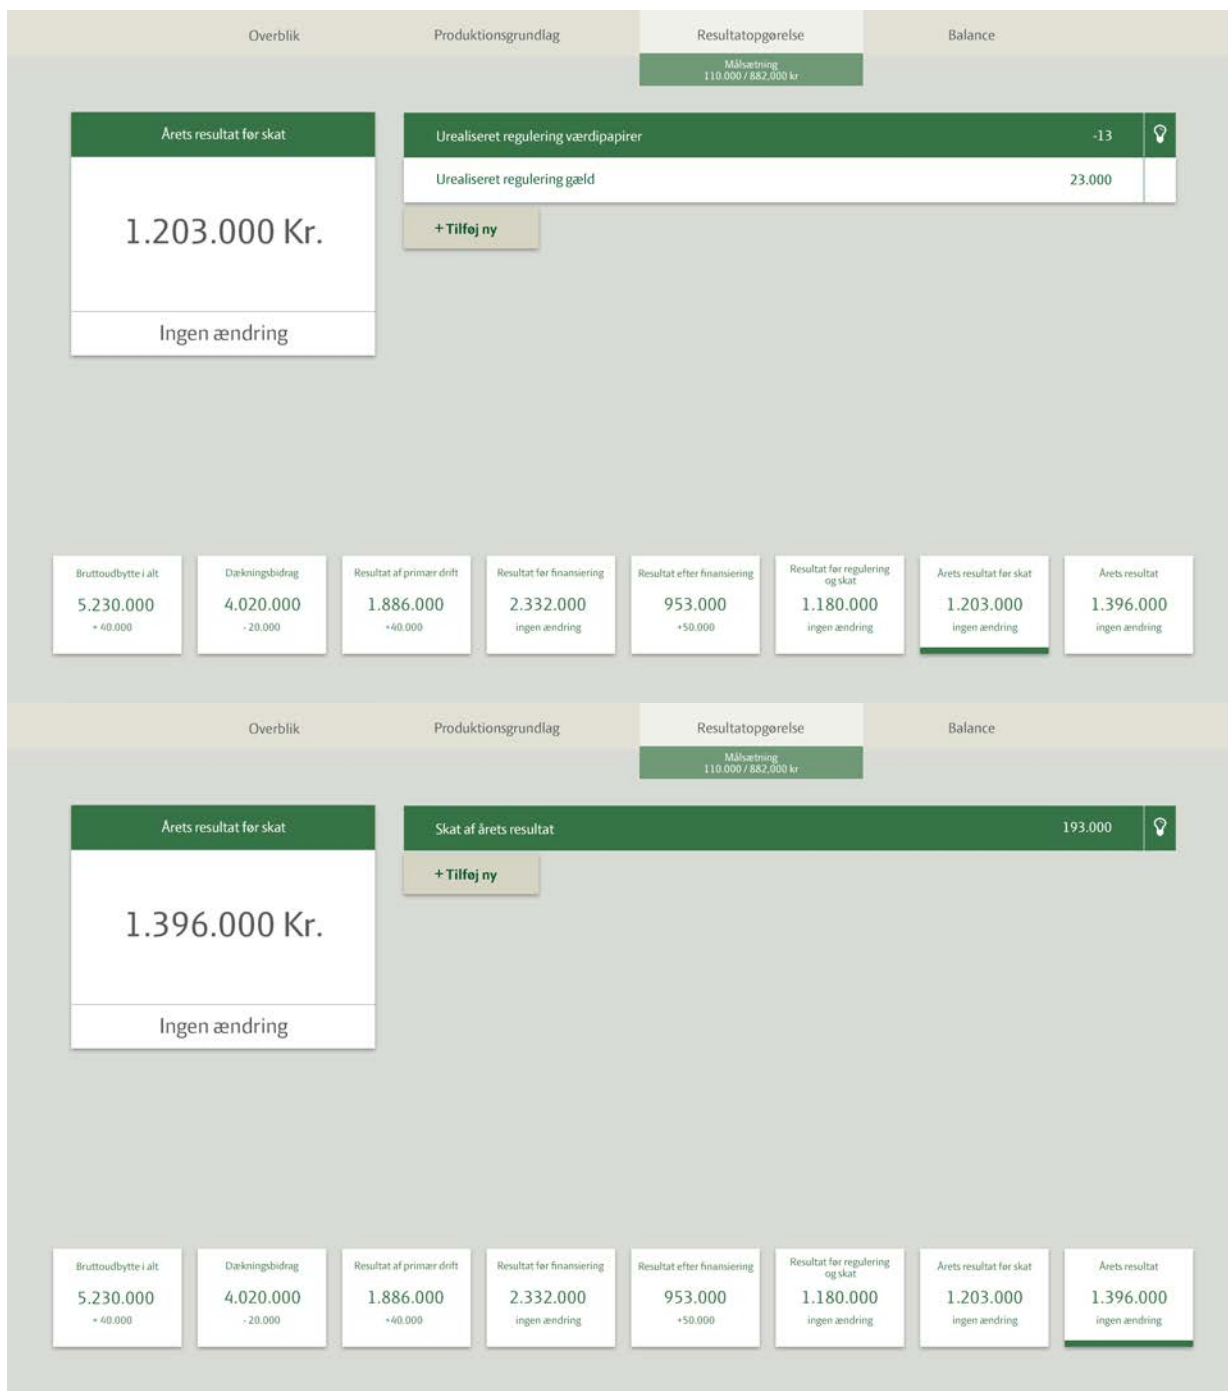 Overblik Produktionsgrundlag Resultatopgørelse Balance
Målsætning
110.000 / 882,000 kr
Årets resultat før skat
1.203.000 Kr.
Ingen ændring
Urealiseret regulering værdipapirer -13
Urealiseret regulering gæld 23.000
+ Tilføj ny
Bruttoudbytte i alt
5.230.000
+ 40.000
Dækningsbidrag
4.020.000
- 20.000
Resultat af primær drift
1.886.000
+40.000
Resultat før finansiering
2.332.000
ingen ændring
Resultat efter finansiering
953.000
+50.000
Resultat før regulering
og skat
1.180.000
ingen ændring
Årets resultat før skat
1.203.000
ingen ændring
Årets resultat
1.396.000
ingen ændring
Overblik Produktionsgrundlag Resultatopgørelse Balance
Målsætning
110.000 / 882,000 kr
Årets resultat før skat
1.396.000 Kr.
Ingen ændring
Skat af årets resultat 193.000
+ Tilføj ny
Bruttoudbytte i alt
5.230.000
+ 40.000
Dækningsbidrag
4.020.000
- 20.000
Resultat af primær drift
1.886.000
+40.000
Resultat før finansiering
2.332.000
ingen ændring
Resultat efter finansiering
953.000
+50.000
Resultat før regulering
og skat
1.180.000
ingen ændring
Årets resultat før skat
1.203.000
ingen ændring
Årets resultat
1.396.000
ingen ændring